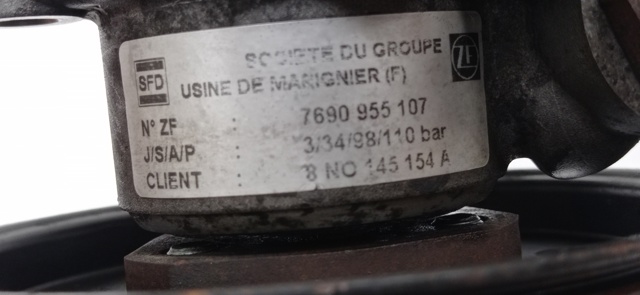 SFD
SOCIETE DU GROUPE ZF
USINE DE MARIGNIER (F)
N° ZF : 7690 955 107
J/S/A/P : 3/34/98/110 bar
CLIENT : 8 NO 145 154 A